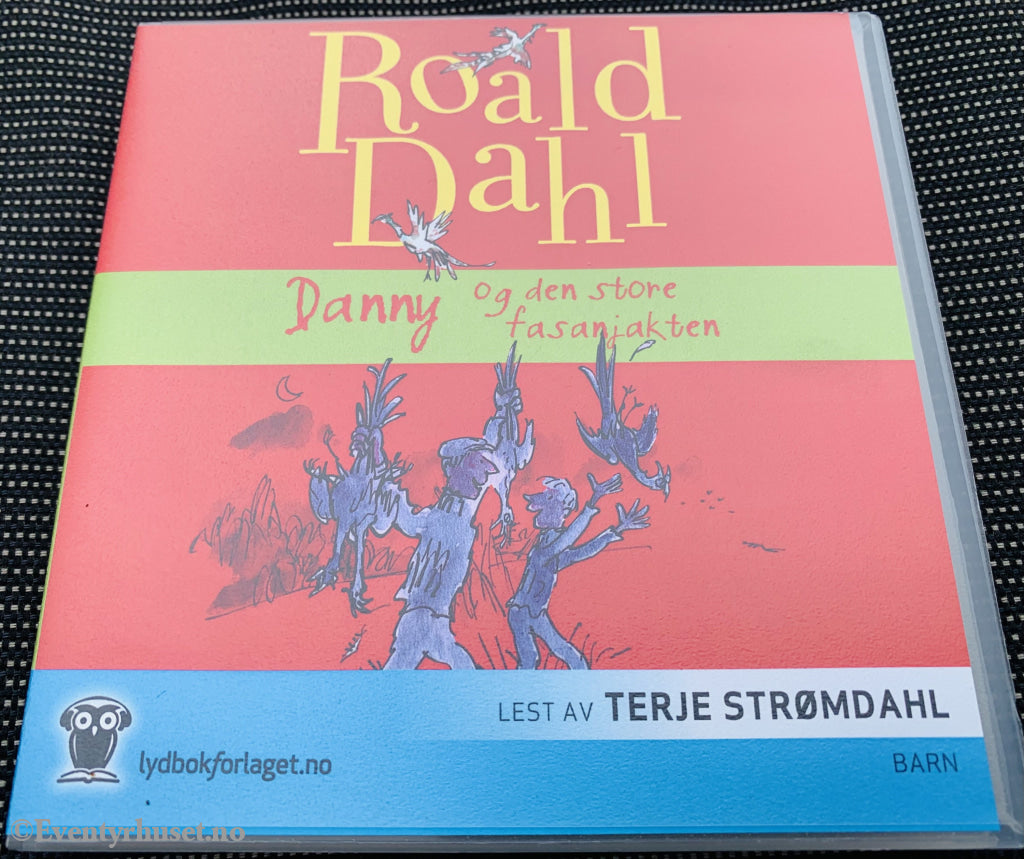 Roald
Dahl
Danny og den store
fasanjakten
LEST AV TERJE STRØMDAHL
lydbokforlaget.no
BARN
©Eventyrhuset.no